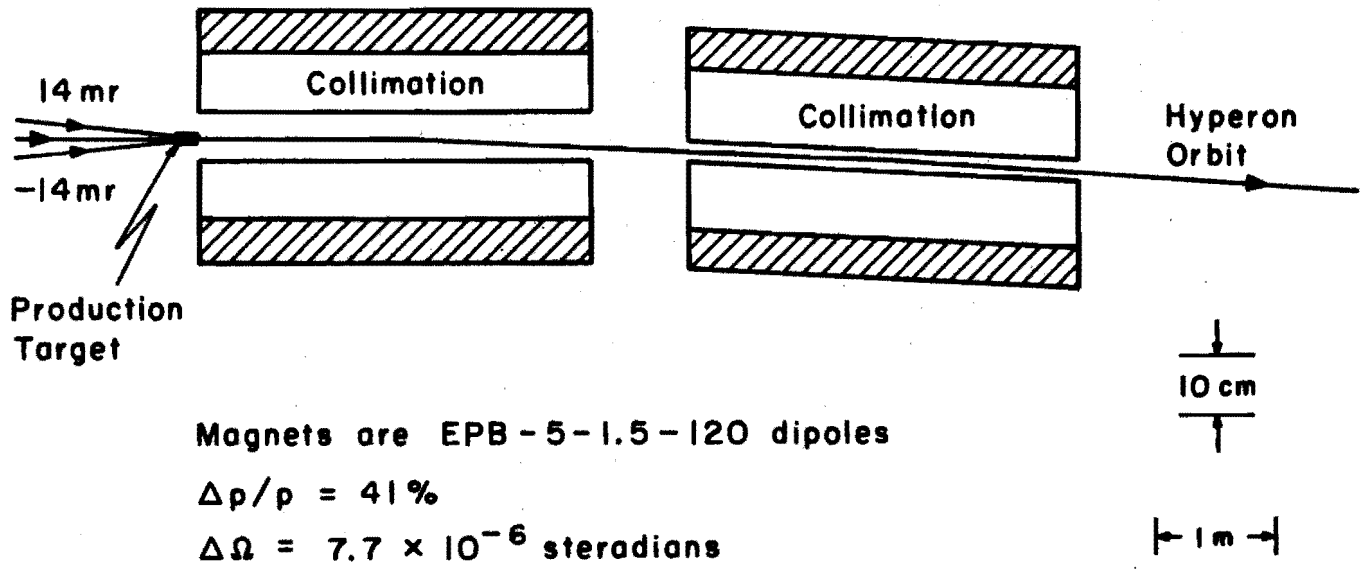 Collimation
14 mr
Collimation
Hyperon
Orbit
-14 mr
Production
Target
10 cm
Magnets are EPB-5-1.5-120 dipoles
Δp/p = 41%
ΔΩ = 7.7 × 10⁻⁶ steradians
1 m